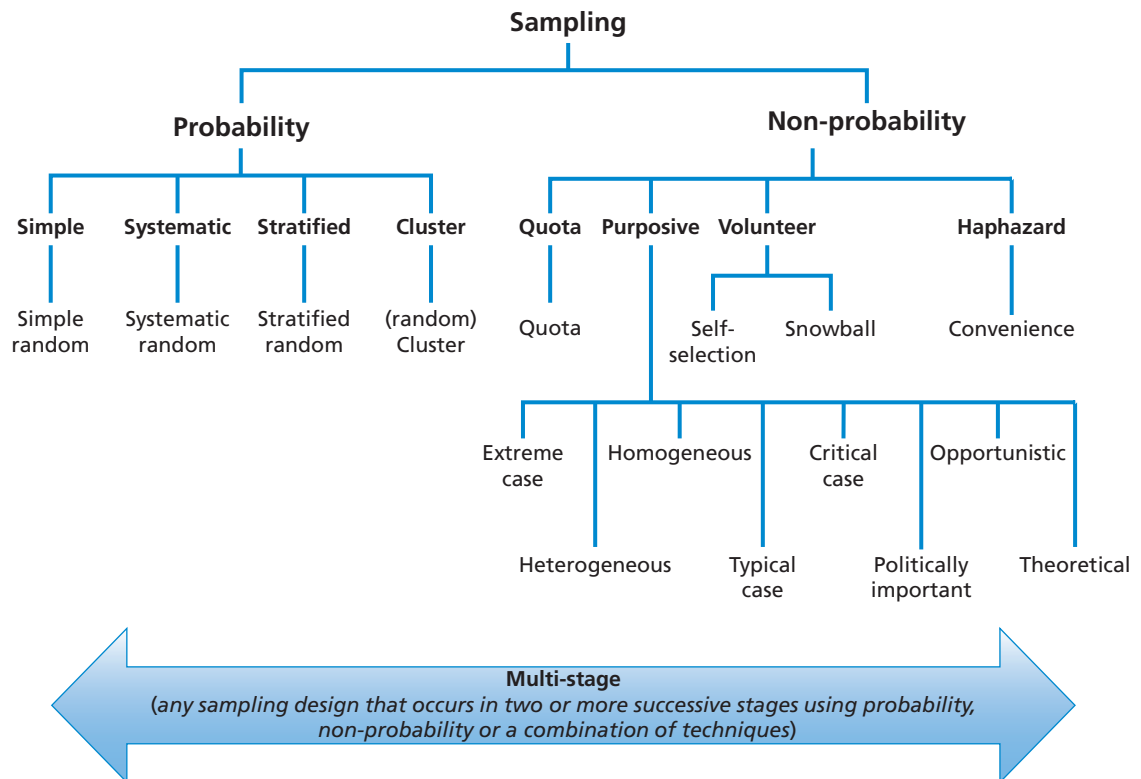 Sampling
Probability
Non-probability
Simple
Systematic
Stratified
Cluster
Quota
Purposive
Volunteer
Haphazard
Simple
random
Systematic
random
Stratified
random
(random)
Cluster
Quota
Self-
selection
Snowball
Convenience
Extreme
case
Homogeneous
Critical
case
Opportunistic
Heterogeneous
Typical
case
Politically
important
Theoretical
Multi-stage
(any sampling design that occurs in two or more successive stages using probability,
non-probability or a combination of techniques)